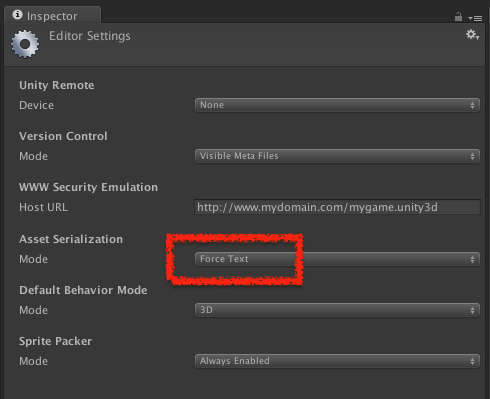 Inspector
Editor Settings
Unity Remote
Device None
Version Control
Mode Visible Meta Files
WWW Security Emulation
Host URL http://www.mydomain.com/mygame.unity3d
Asset Serialization
Mode Force Text
Default Behavior Mode
Mode 3D
Sprite Packer
Mode Always Enabled